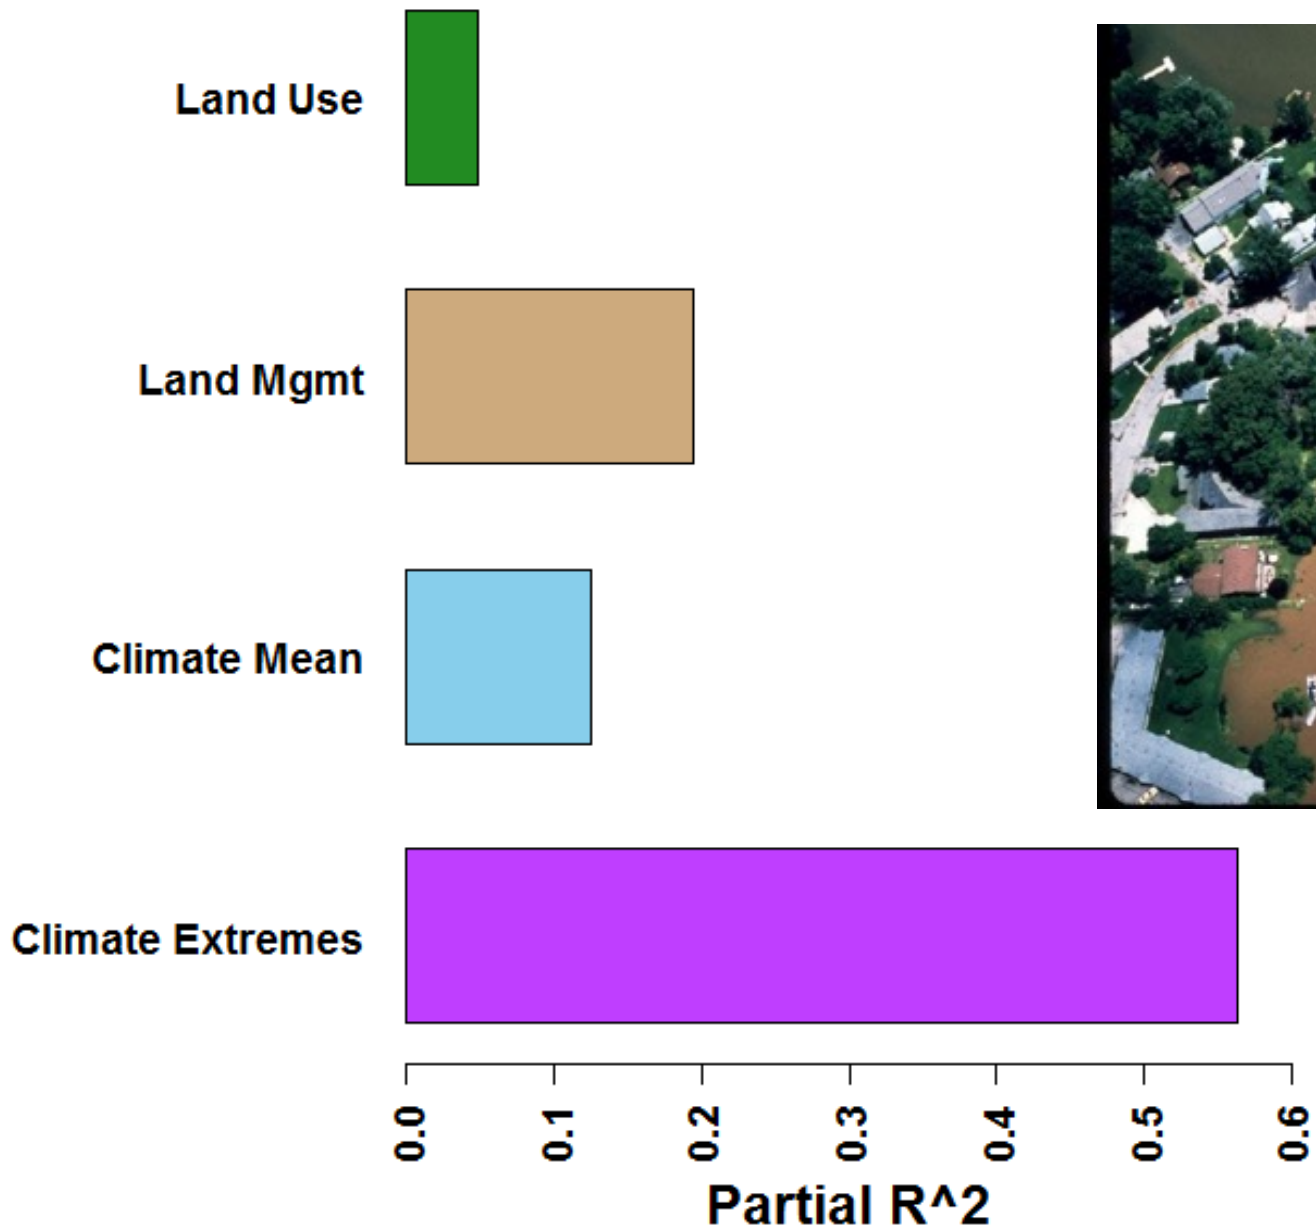 Land Use
Land Mgmt
Climate Mean
Climate Extremes
0.0 0.1 0.2 0.3 0.4 0.5 0.6
Partial R^2